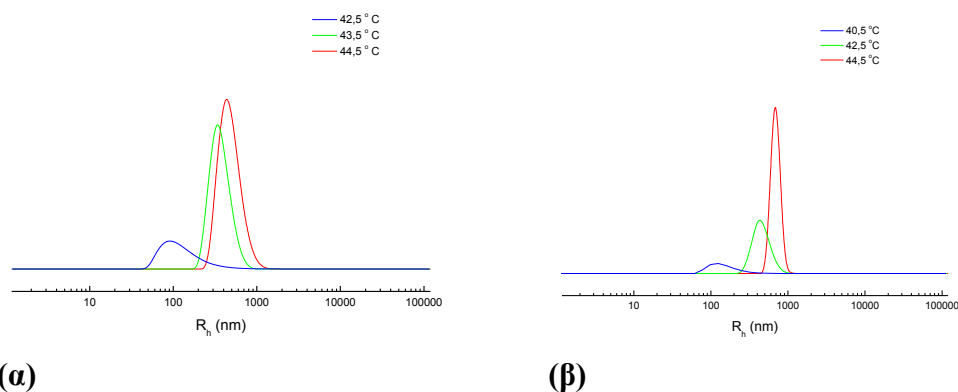 42,5 ° C
43,5 ° C
44,5 ° C
10 100 1000 10000 100000
R_h (nm)
(α)
40,5 °C
42,5 °C
44,5 °C
10 100 1000 10000 100000
R_h (nm)
(β)